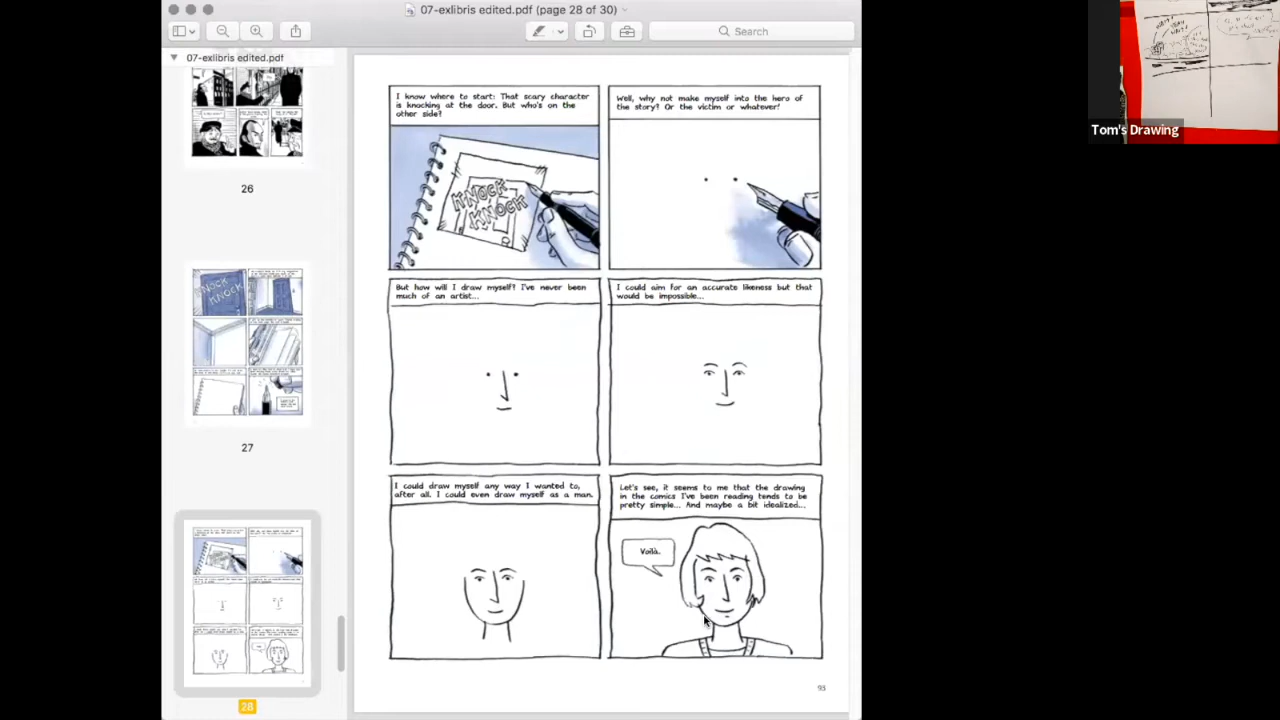 07-exlibris edited.pdf (page 28 of 30)
Search
07-exlibris edited.pdf
26
KNOCK
KNOCK
27
28
I know where to start: That scary character
is knocking at the door. But who's on the
other side?
KNOCK
KNOCK
Well, why not make myself into the hero of
the story? Or the victim or whatever!
But how will I draw myself? I've never been
much of an artist...
I could aim for an accurate likeness but that
would be impossible...
I could draw myself any way I wanted to,
after all. I could even draw myself as a man.
Let's see, it seems to me that the drawing
in the comics I've been reading tends to be
pretty simple... And maybe a bit idealized...
Voilà.
93
Tom's Drawing